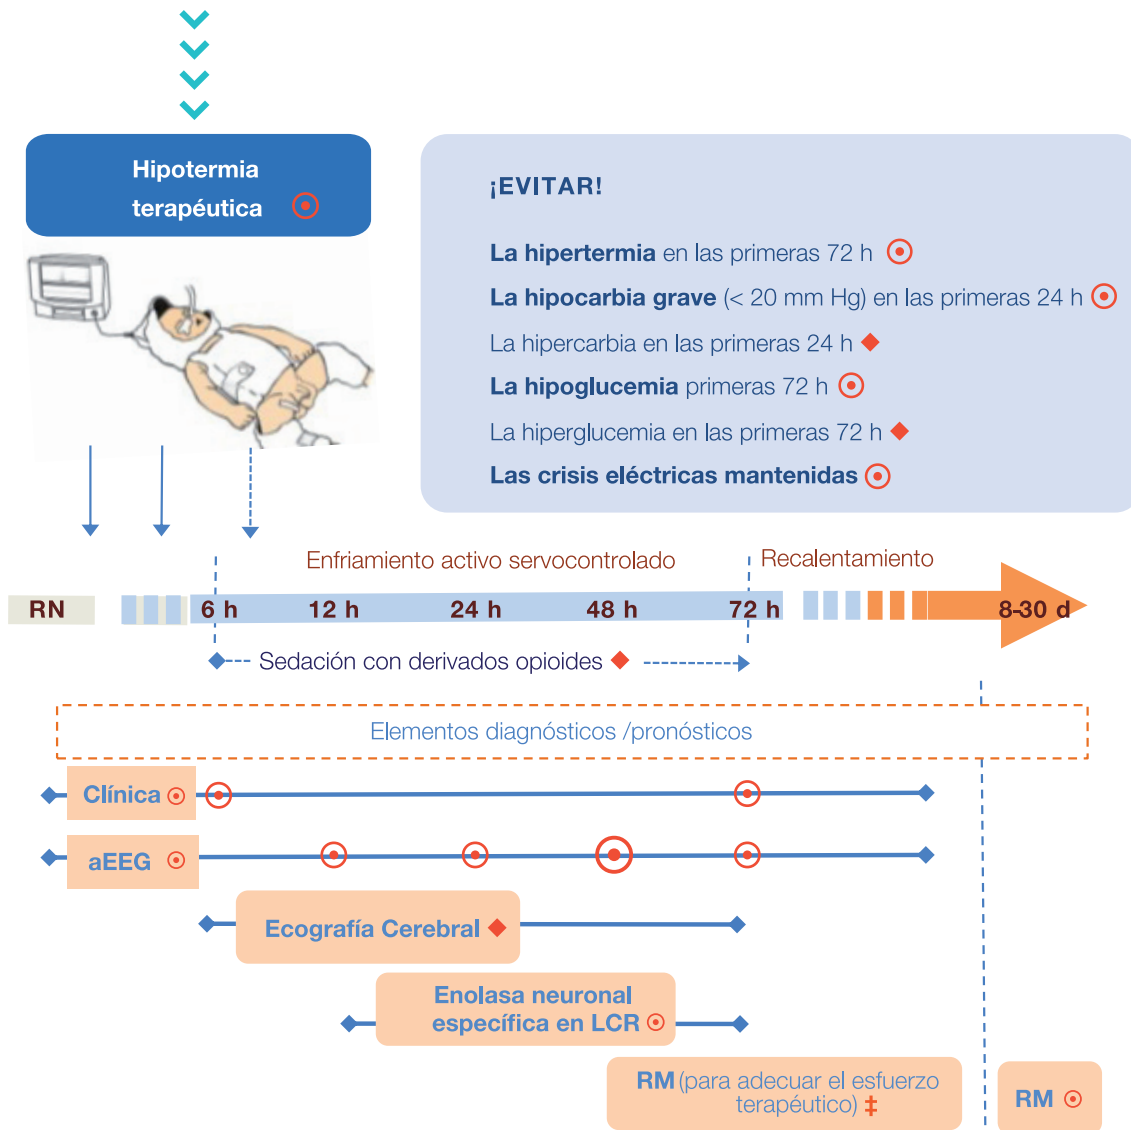 Hipotermia
terapéutica
¡EVITAR!
La hipertermia en las primeras 72 h
La hipocarbia grave (< 20 mm Hg) en las primeras 24 h
La hipercarbia en las primeras 24 h
La hipoglucemia primeras 72 h
La hiperglucemia en las primeras 72 h
Las crisis eléctricas mantenidas
Enfriamiento activo servocontrolado
Recalentamiento
RN 6 h 12 h 24 h 48 h 72 h 8-30 d
Sedación con derivados opioides
Elementos diagnósticos /pronósticos
Clínica
aEEG
Ecografía Cerebral
Enolasa neuronal
específica en LCR
RM (para adecuar el esfuerzo
terapéutico) ‡
RM